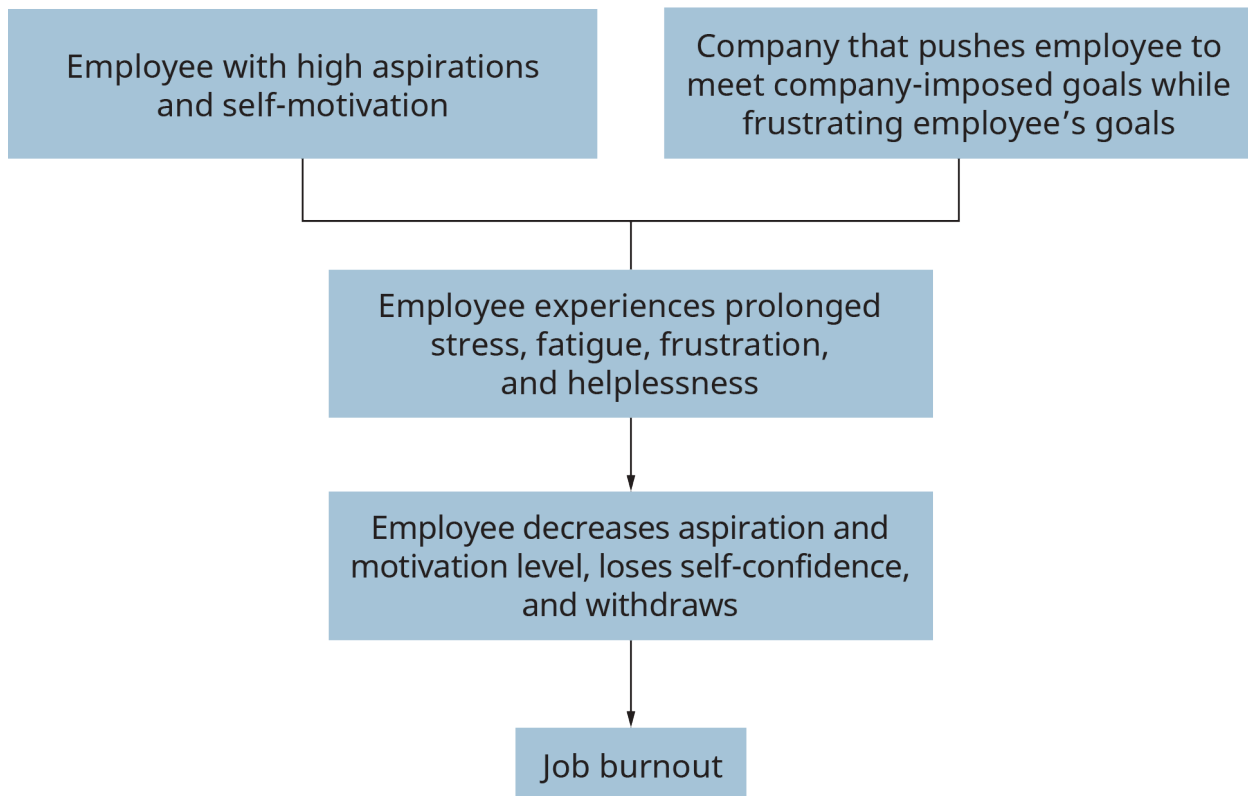 Employee with high aspirations
and self-motivation
Company that pushes employee to
meet company-imposed goals while
frustrating employee’s goals
Employee experiences prolonged
stress, fatigue, frustration,
and helplessness
Employee decreases aspiration and
motivation level, loses self-confidence,
and withdraws
Job burnout